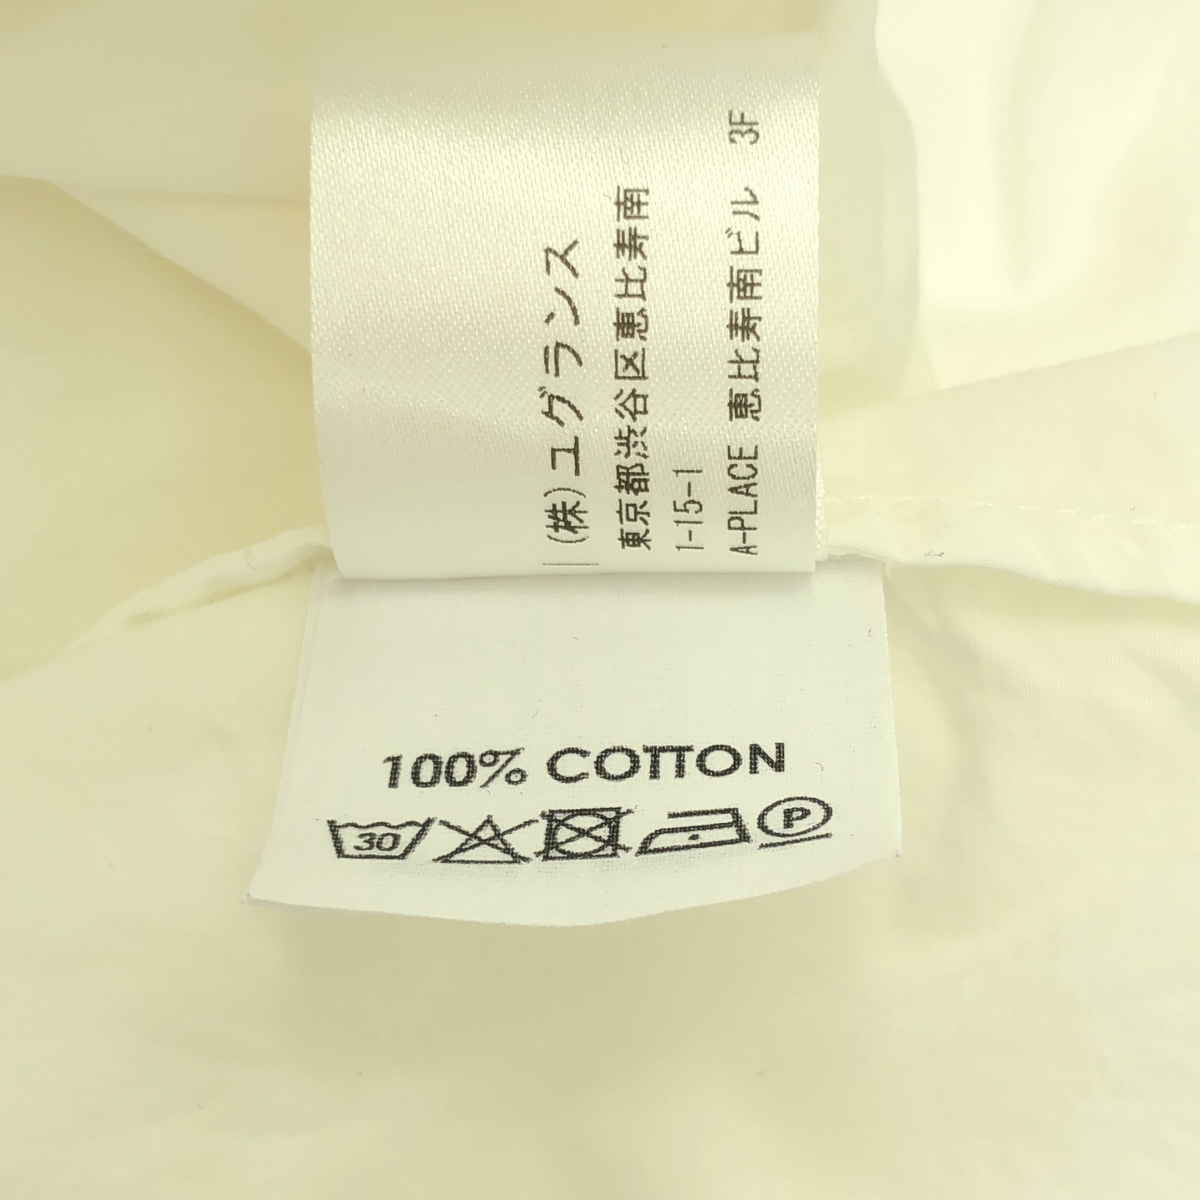 (株)ユグランス
東京都渋谷区恵比寿南
1-15-1
A-PLACE 恵比寿南ビル 3F
100% COTTON
30 P